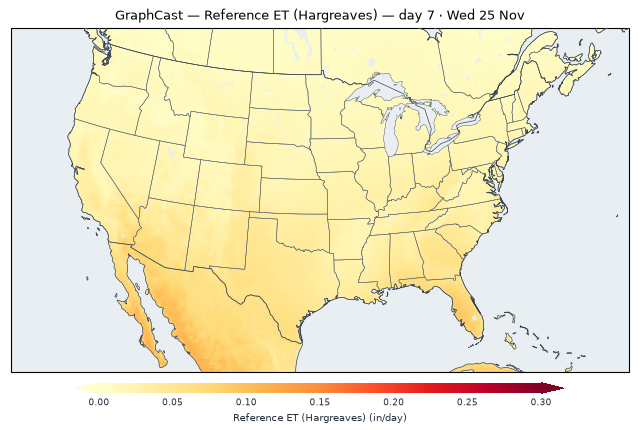 GraphCast — Reference ET (Hargreaves) — day 7 · Wed 25 Nov
0.00 0.05 0.10 0.15 0.20 0.25 0.30
Reference ET (Hargreaves) (in/day)